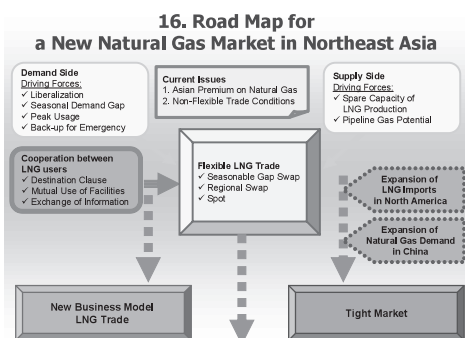 16. Road Map for
a New Natural Gas Market in Northeast Asia
Demand Side
Driving Forces:
✓ Liberalization
✓ Seasonal Demand Gap
✓ Peak Usage
✓ Back-up for Emergency
Current Issues
1. Asian Premium on Natural Gas
2. Non-Flexible Trade Conditions
Supply Side
Driving Forces:
✓ Spare Capacity of
LNG Production
✓ Pipeline Gas Potential
Cooperation between
LNG users
✓ Destination Clause
✓ Mutual Use of Facilities
✓ Exchange of Information
Flexible LNG Trade
✓ Seasonable Gap Swap
✓ Regional Swap
✓ Spot
Expansion of
LNG Imports
in North America
Expansion of
Natural Gas Demand
in China
New Business Model
LNG Trade
Tight Market